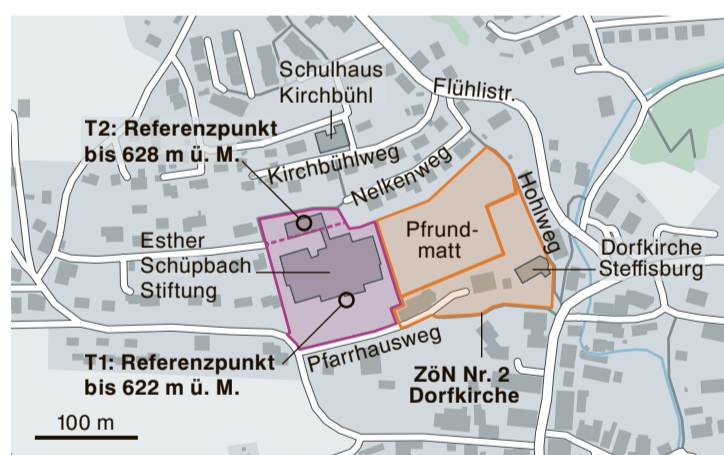 Schulhaus
Kirchbühl
Flühlistr.
T2: Referenzpunkt
bis 628 m ü. M.
Kirchbühlweg
Nelkenweg
Hohlweg
Pfrund-
matt
Esther
Schüpbach
Stiftung
Dorfkirche
Steffisburg
Pfarrhausweg
T1: Referenzpunkt
bis 622 m ü. M.
ZöN Nr. 2
Dorfkirche
100 m